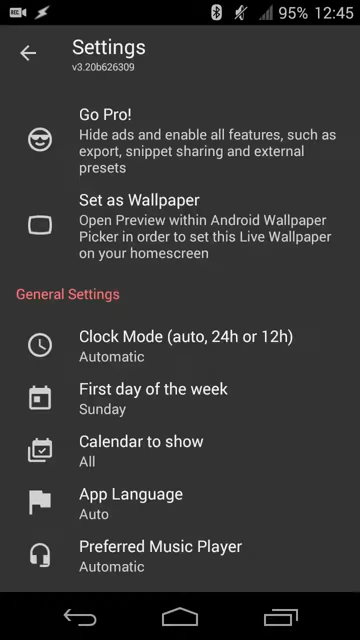 REC 95% 12:45
Settings
v3.20b626309
Go Pro!
Hide ads and enable all features, such as
export, snippet sharing and external
presets
Set as Wallpaper
Open Preview within Android Wallpaper
Picker in order to set this Live Wallpaper
on your homescreen
General Settings
Clock Mode (auto, 24h or 12h)
Automatic
First day of the week
Sunday
Calendar to show
All
App Language
Auto
Preferred Music Player
Automatic